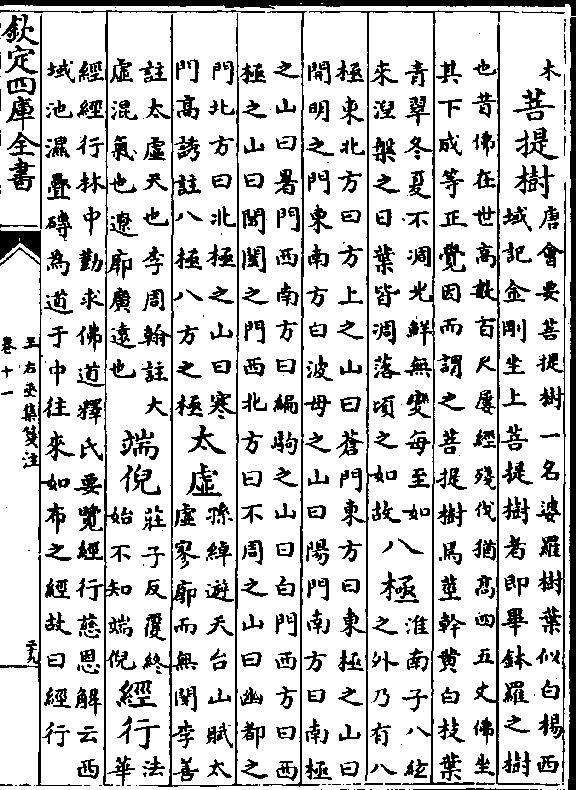 木
菩提樹
唐會要菩提樹一名婆羅樹葉似白楊西
域記金剛坐上菩提樹者即畢鉢羅之樹
也昔佛在世高數百尺屢經殘伐猶高四五丈佛坐
其下成等正覺因而謂之菩提樹焉莖幹黄白枝葉
青翠冬夏不凋光鮮無變每至如
來湼槃之日葉皆凋落頃之如故
八極
淮南子八紘
之外乃有八
極東北方曰方上之山曰蒼門東方曰東極之山曰
開明之門東南方曰波母之山曰陽門南方曰南極
之山曰暑門西南方曰編駒之山曰白門西方曰西
極之山曰閶闔之門西北方曰不周之山曰幽都之
門北方曰北極之山曰寒
門高誘註八極八方之極
太虚
孫綽遊天台山賦太
虚寥廓而無閡李善
註太虚天也李周翰註大
虚混氣也遼廓廣遠也
端倪
莊子反覆終
始不知端倪
經行
法
華
經經行林中勤求佛道釋氏要覽經行慈恩解云西
域池濕疊磚為道于中往來如布之經故曰經行
欽定四庫全書
王右丞集箋注
卷十一